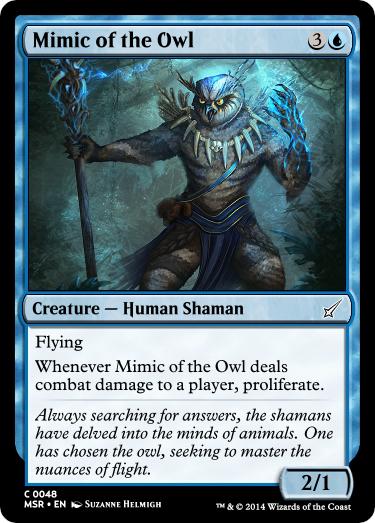 Mimic of the Owl 3
Creature — Human Shaman
Flying
Whenever Mimic of the Owl deals
combat damage to a player, proliferate.
Always searching for answers, the shamans
have delved into the minds of animals. One
has chosen the owl, seeking to master the
nuances of flight.
2/1
C 0048
MSR • EN Suzanne Helmigh ™ & © 2014 Wizards of the Coast